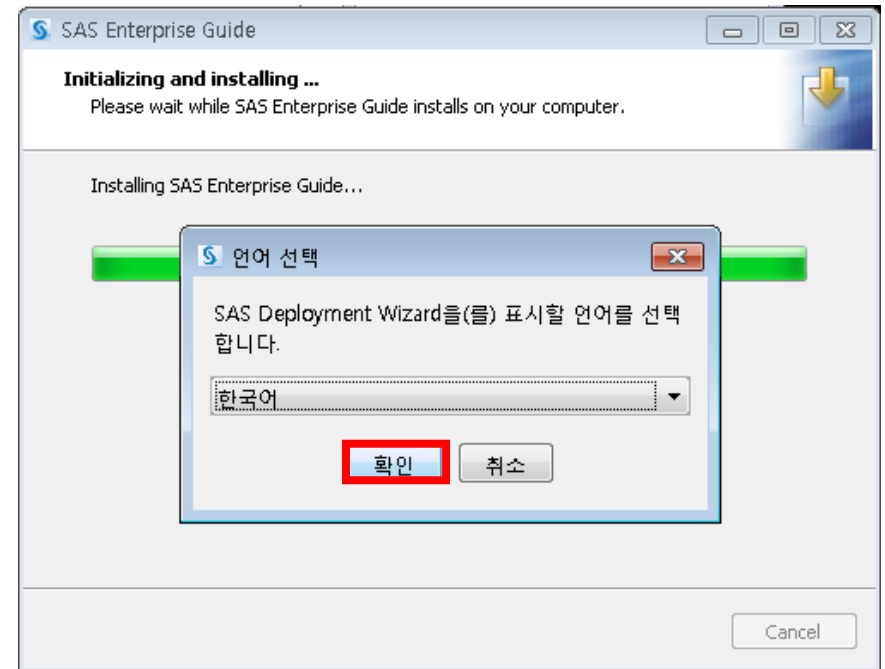 SAS Enterprise Guide
Initializing and installing ...
Please wait while SAS Enterprise Guide installs on your computer.
Installing SAS Enterprise Guide...
언어 선택
SAS Deployment Wizard을(를) 표시할 언어를 선택
합니다.
한국어
확인
취소
Cancel